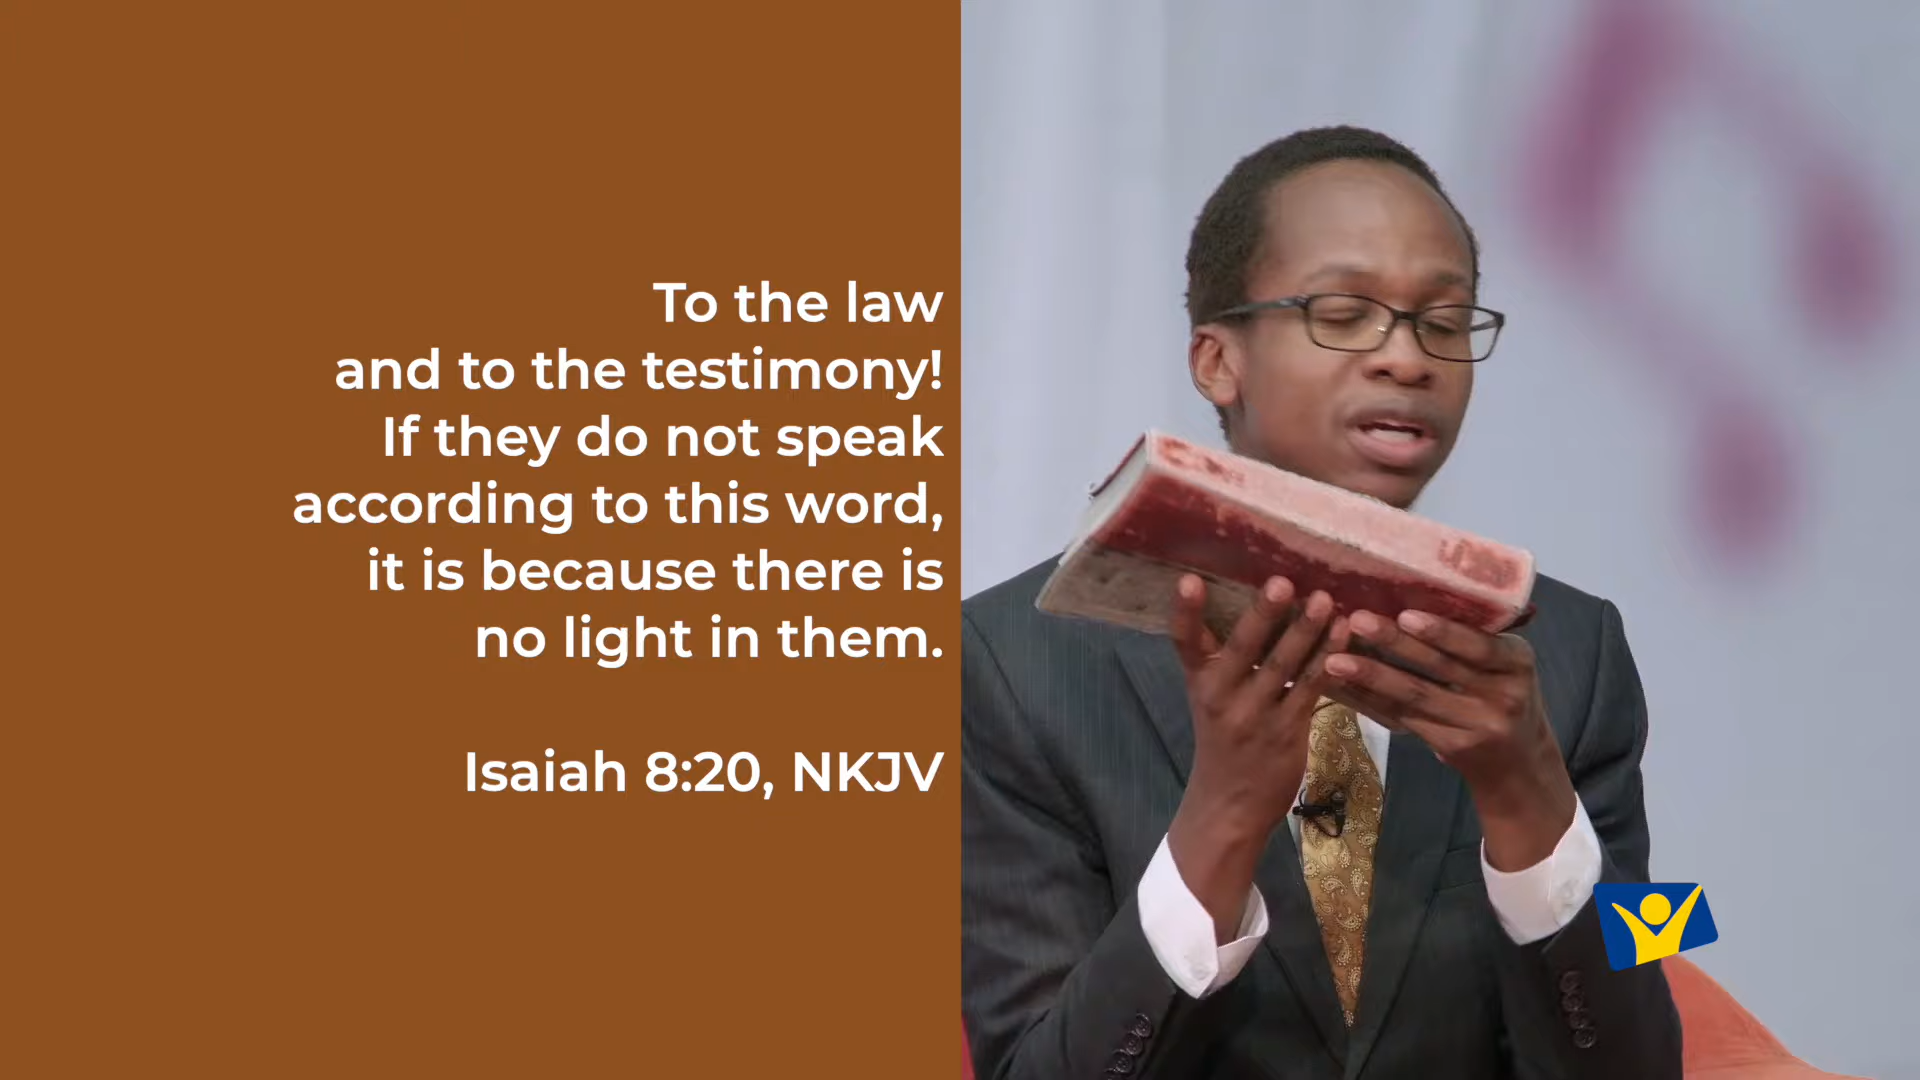 To the law
and to the testimony!
If they do not speak
according to this word,
it is because there is
no light in them.
Isaiah 8:20, NKJV